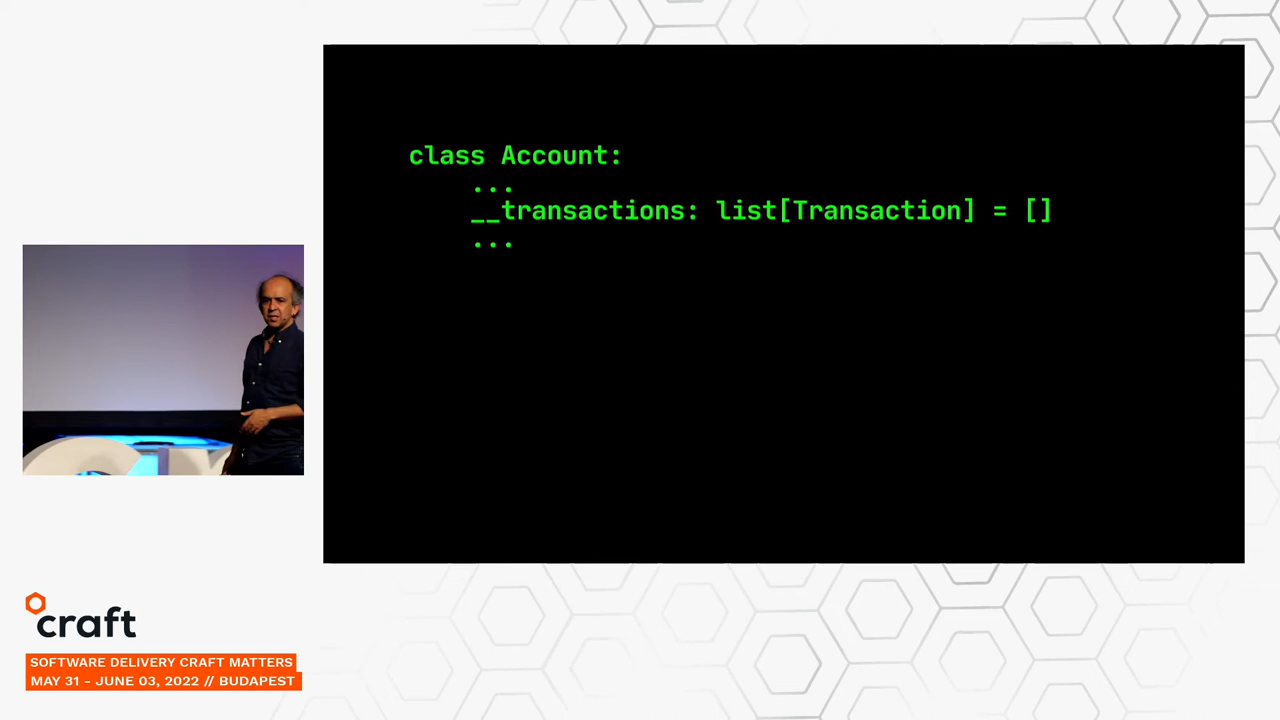 class Account:
...
__transactions: list[Transaction] = []
...
craft
SOFTWARE DELIVERY CRAFT MATTERS
MAY 31 - JUNE 03, 2022 // BUDAPEST